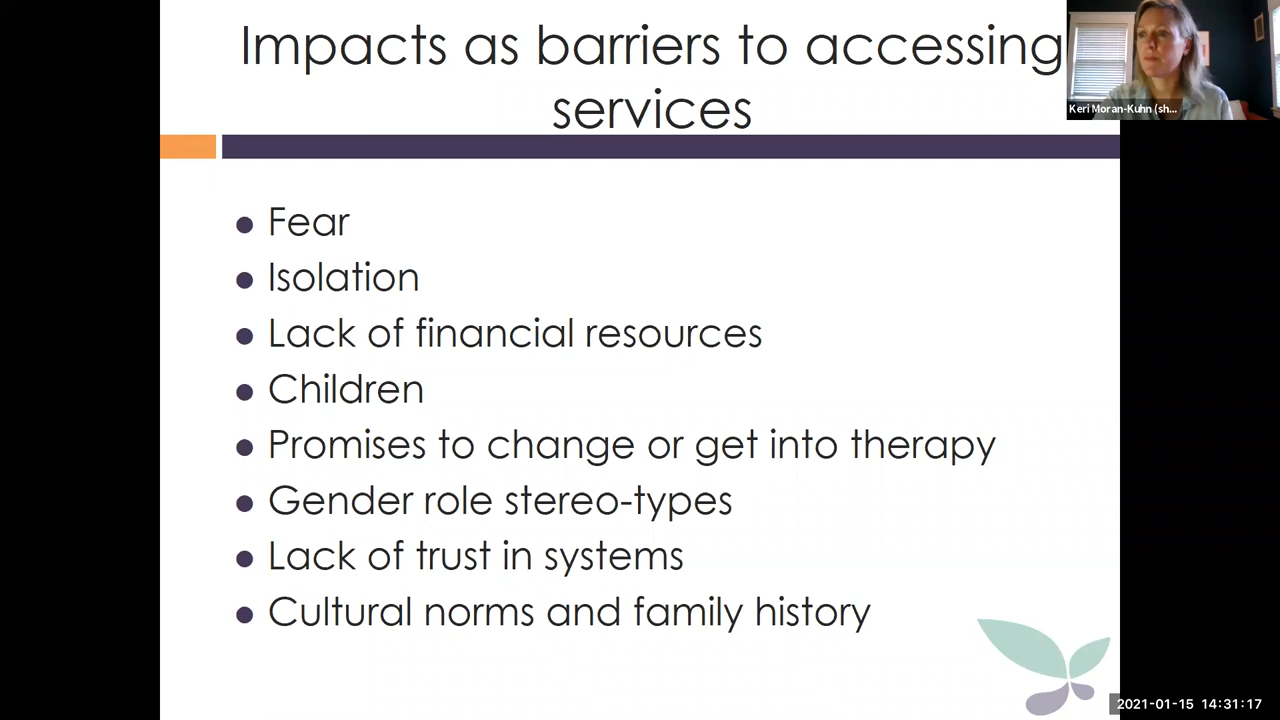 Impacts as barriers to accessing
services
Keri Moran-Kuhn (sh...
Fear
Isolation
Lack of financial resources
Children
Promises to change or get into therapy
Gender role stereo-types
Lack of trust in systems
Cultural norms and family history
2021-01-15 14:31:17